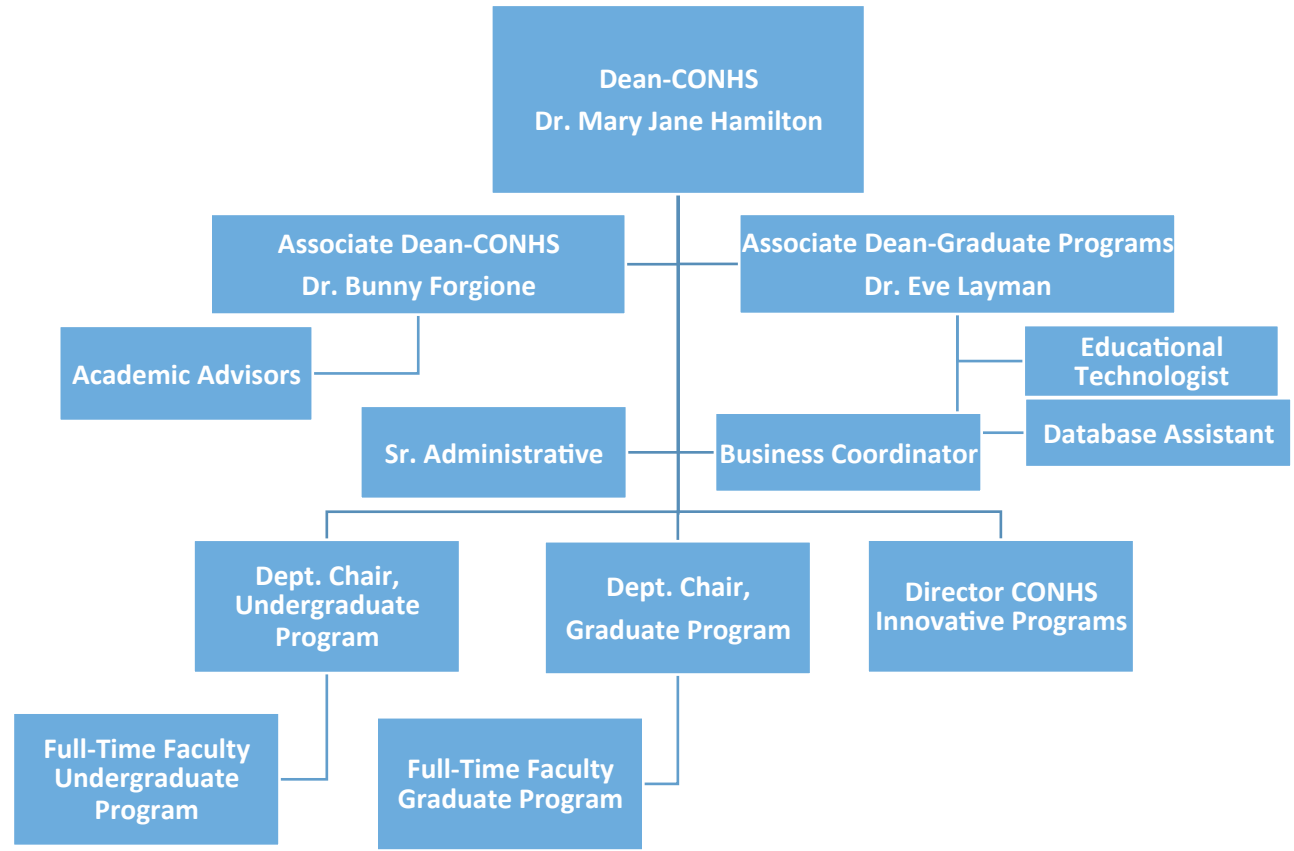 Dean-CONHS
Dr. Mary Jane Hamilton
Associate Dean-CONHS
Dr. Bunny Forgione
Associate Dean-Graduate Programs
Dr. Eve Layman
Academic Advisors
Educational
Technologist
Sr. Administrative
Business Coordinator
Database Assistant
Dept. Chair,
Undergraduate
Program
Dept. Chair,
Graduate Program
Director CONHS
Innovative Programs
Full-Time Faculty
Undergraduate
Program
Full-Time Faculty
Graduate Program